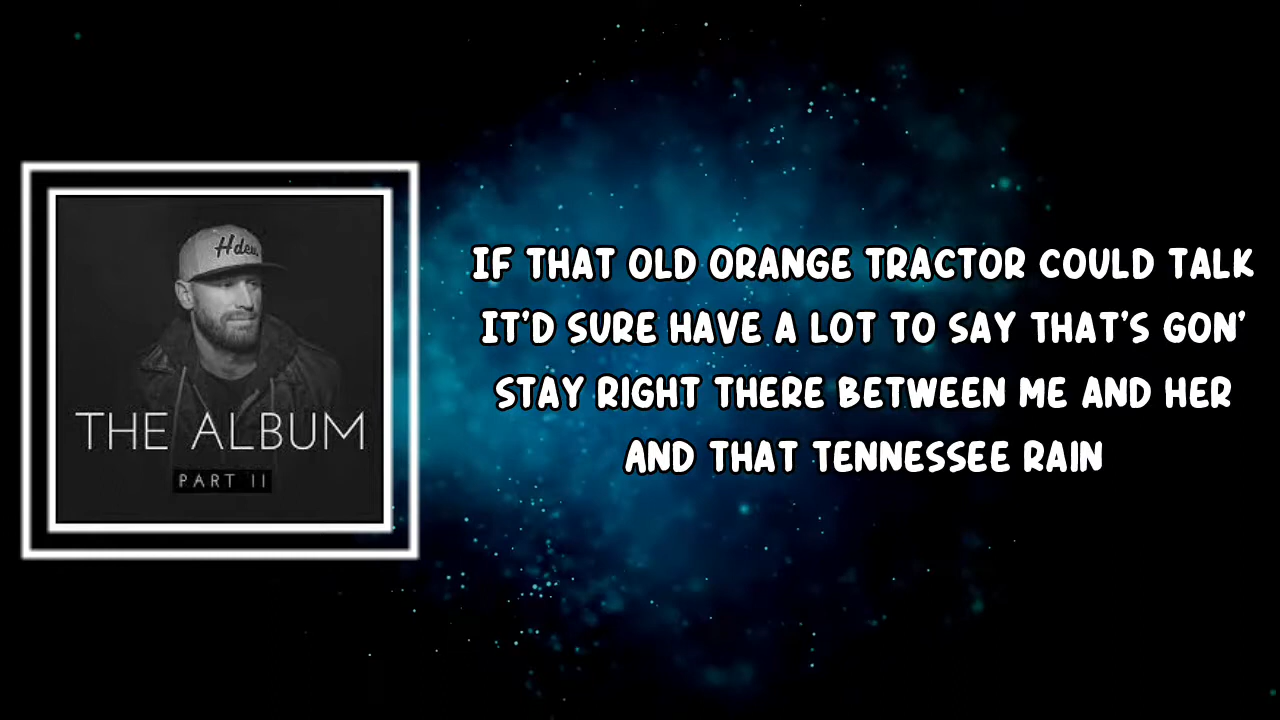 Hdeu.
THE ALBUM
PART II
IF THAT OLD ORANGE TRACTOR COULD TALK
IT'D SURE HAVE A LOT TO SAY THAT'S GON'
STAY RIGHT THERE BETWEEN ME AND HER
AND THAT TENNESSEE RAIN